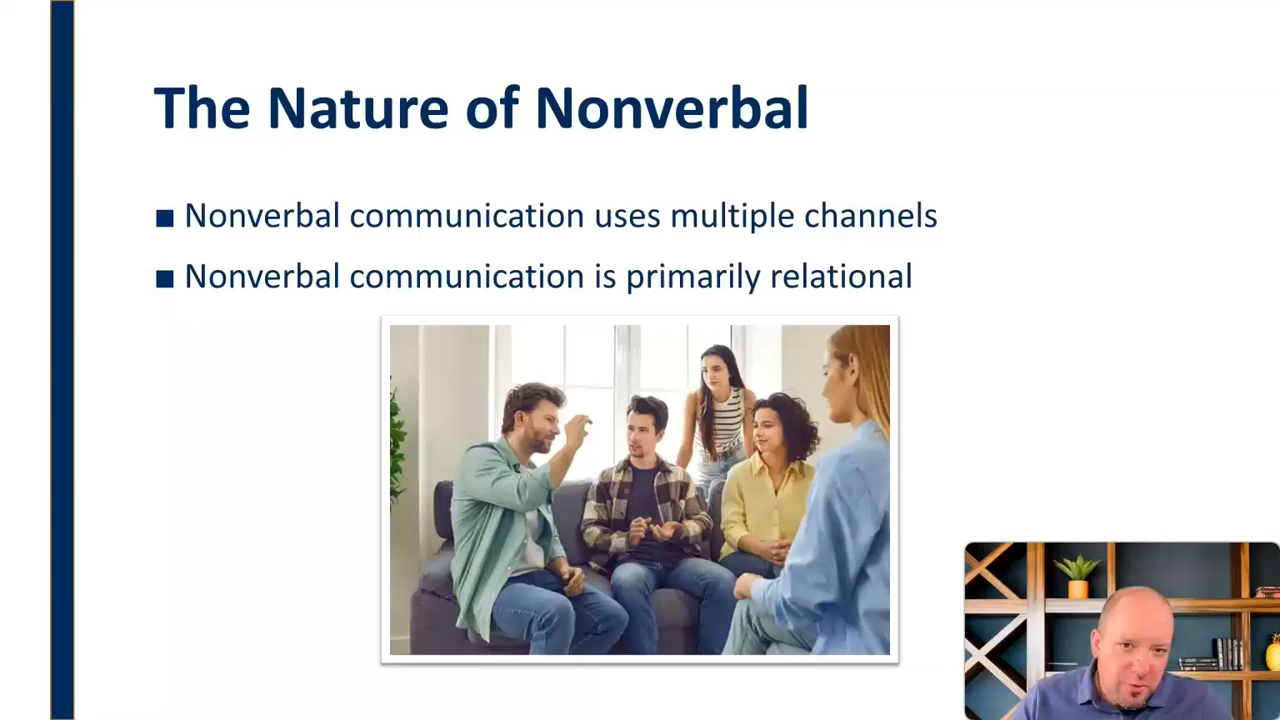 The Nature of Nonverbal
■ Nonverbal communication uses multiple channels
■ Nonverbal communication is primarily relational